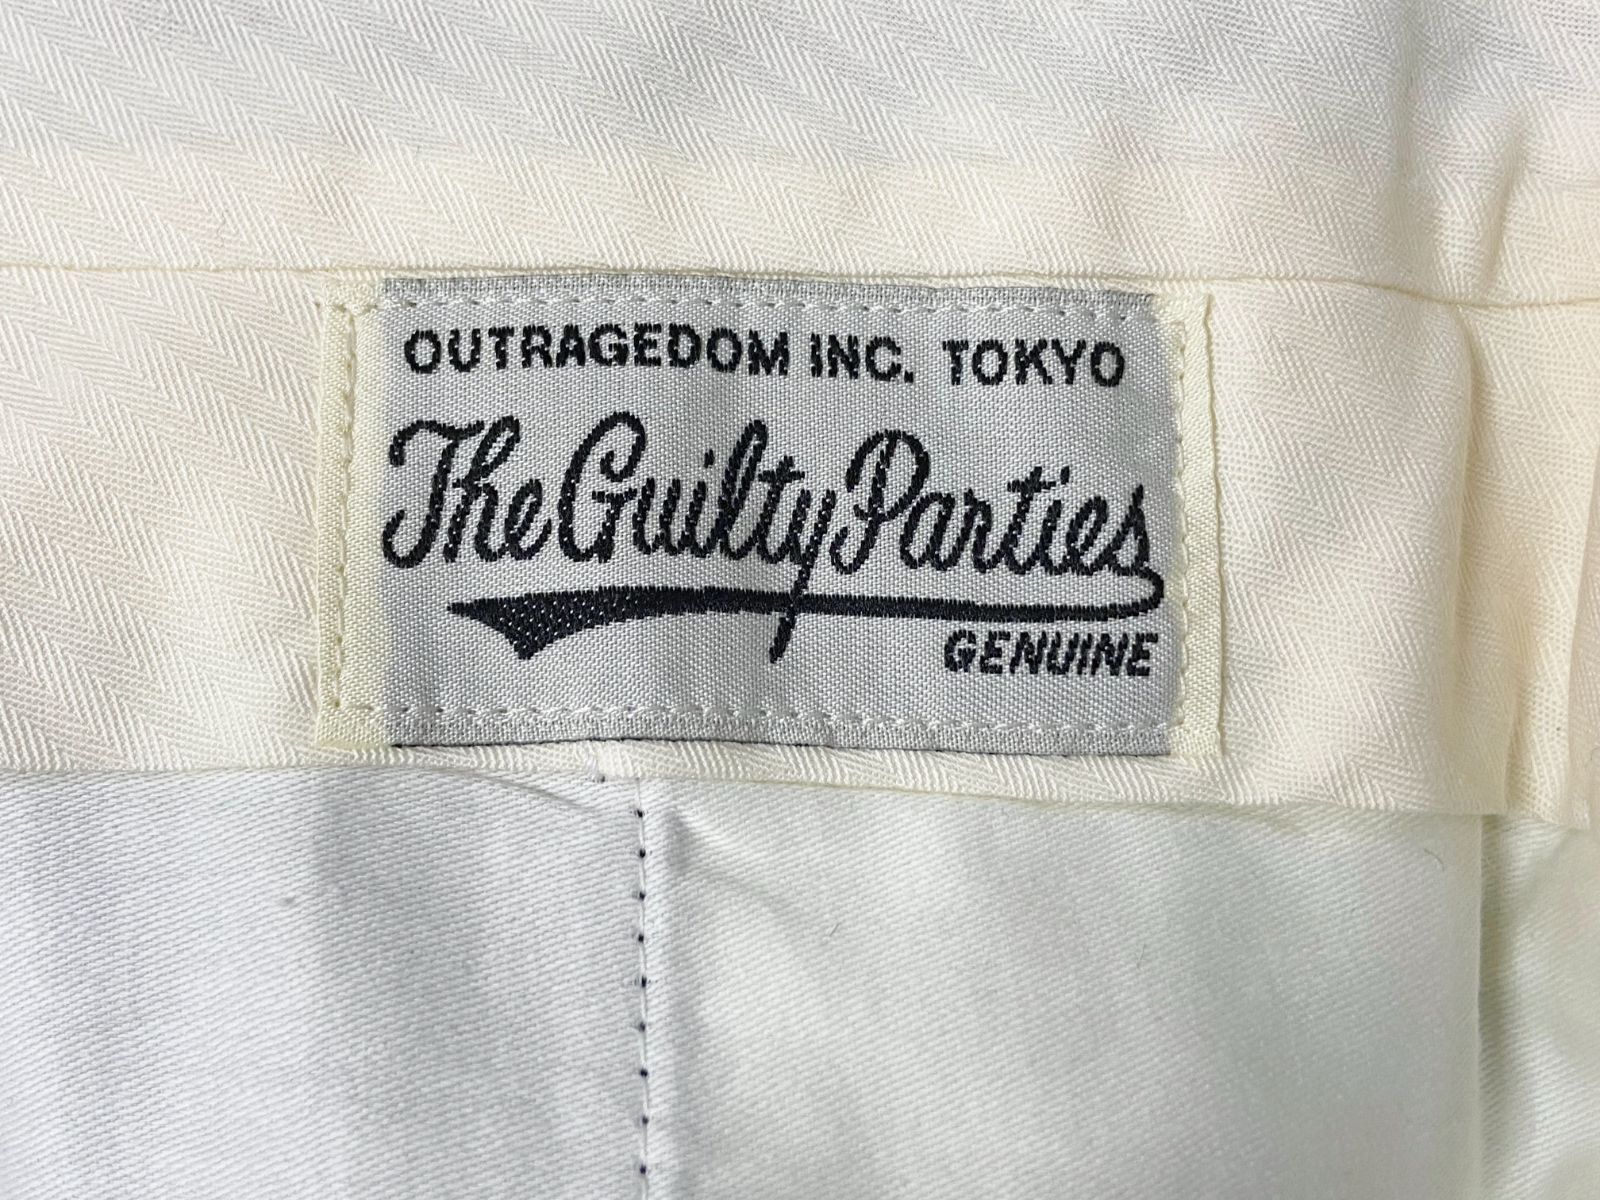 OUTRAGEDOM INC. TOKYO
The Guilty Parties
GENUINE